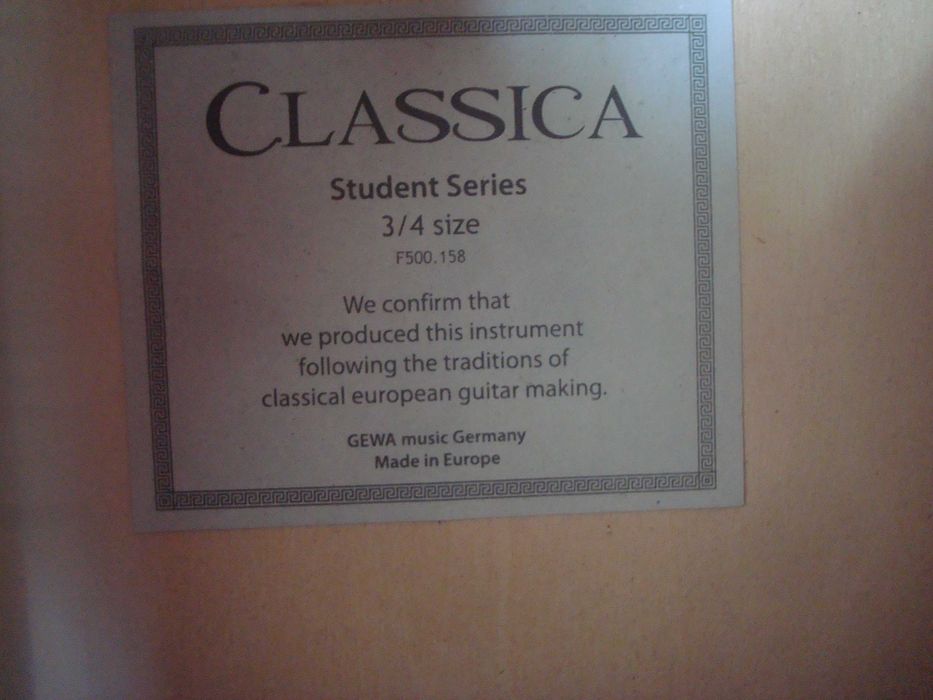 CLASSICA
Student Series
3/4 size
F500.158
We confirm that
we produced this instrument
following the traditions of
classical european guitar making.
GEWA music Germany
Made in Europe